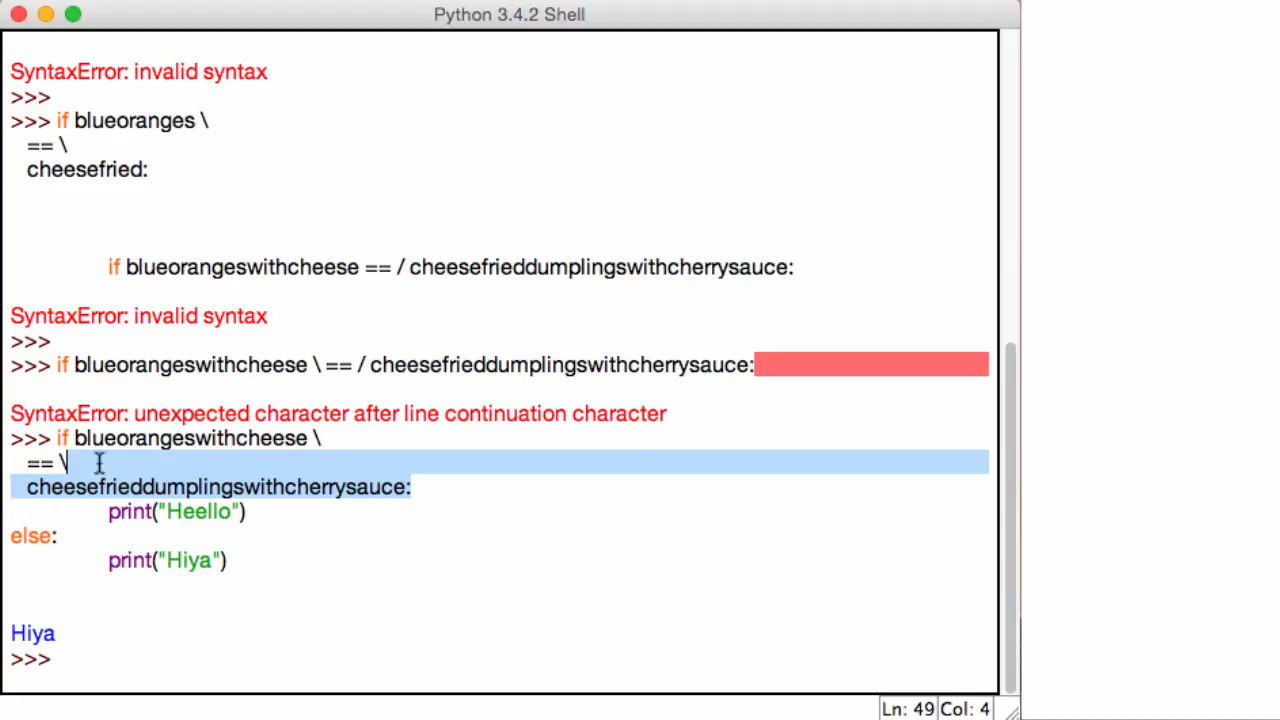 Python 3.4.2 Shell
SyntaxError: invalid syntax
>>>
>>> if blueoranges \
== \
cheesefried:
if blueorangeswithcheese == / cheesefrieddumplingswithcherrysauce:
SyntaxError: invalid syntax
>>>
>>> if blueorangeswithcheese \ == / cheesefrieddumplingswithcherrysauce:
SyntaxError: unexpected character after line continuation character
>>> if blueorangeswithcheese \
== \
cheesefrieddumplingswithcherrysauce:
print("Heello")
else:
print("Hiya")
Hiya
>>>
Ln: 49 Col: 4